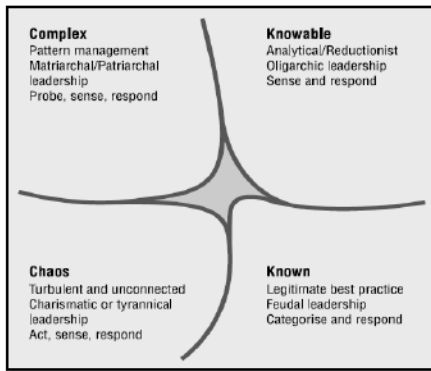 Complex
Pattern management
Matriarchal/Patriarchal
leadership
Probe, sense, respond
Knowable
Analytical/Reductionist
Oligarchic leadership
Sense and respond
Chaos
Turbulent and unconnected
Charismatic or tyrannical
leadership
Act, sense, respond
Known
Legitimate best practice
Feudal leadership
Categorise and respond